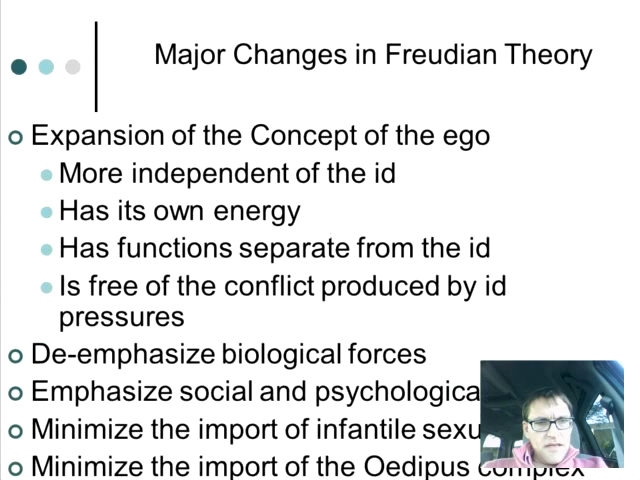 Major Changes in Freudian Theory
Expansion of the Concept of the ego
More independent of the id
Has its own energy
Has functions separate from the id
Is free of the conflict produced by id
pressures
De-emphasize biological forces
Emphasize social and psychologica
Minimize the import of infantile sexu
Minimize the import of the Oedipus complex